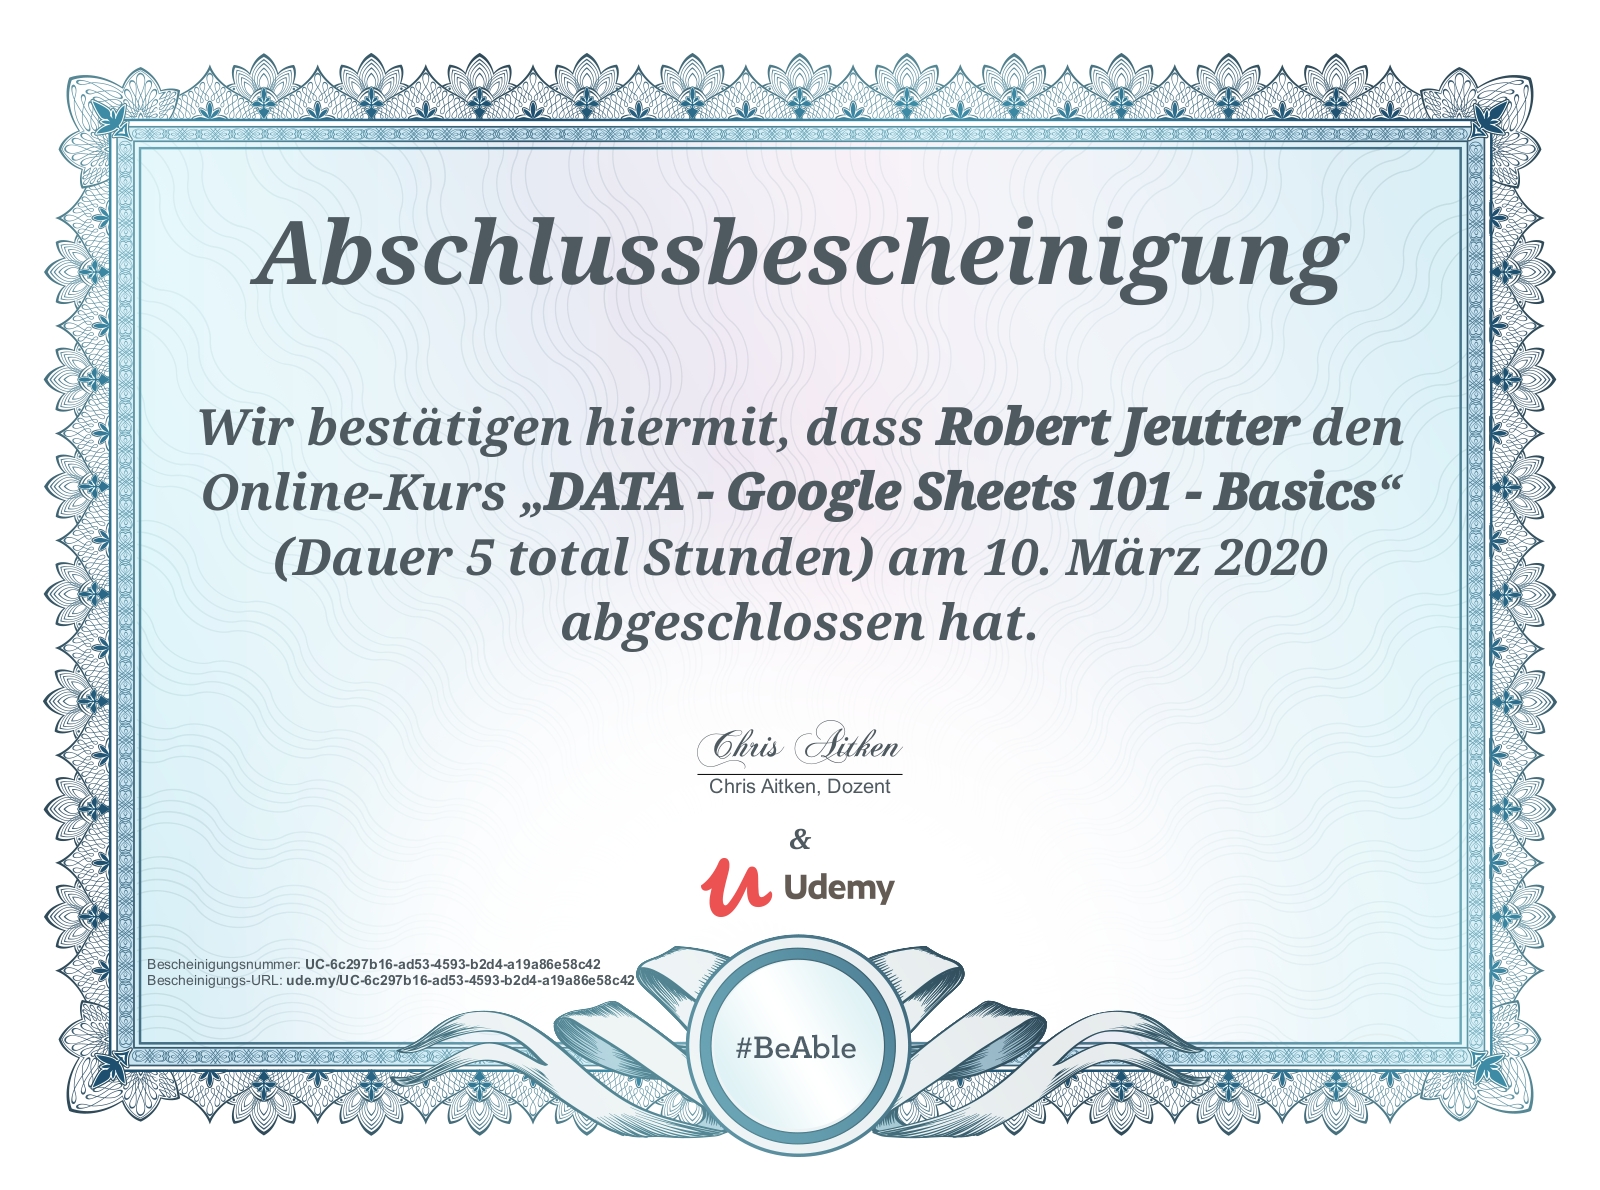 Abschlussbescheinigung
Wir bestätigen hiermit, dass Robert Jeutter den
Online-Kurs „DATA - Google Sheets 101 - Basics“
(Dauer 5 total Stunden) am 10. März 2020
abgeschlossen hat.
Chris Aitken
Chris Aitken, Dozent
&
Udemy
Bescheinigungsnummer: UC-6c297b16-ad53-4593-b2d4-a19a86e58c42
Bescheinigungs-URL: ude.my/UC-6c297b16-ad53-4593-b2d4-a19a86e58c42
#BeAble